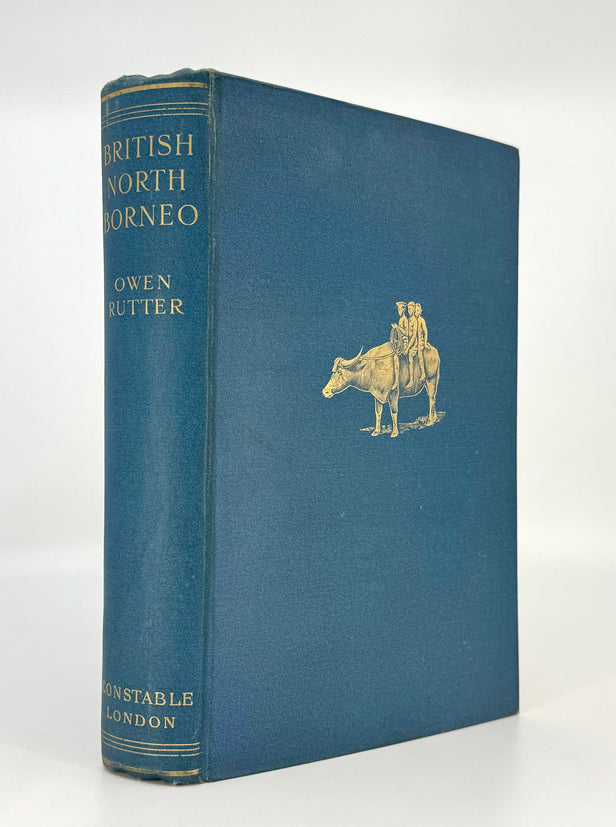 BRITISH
NORTH
BORNEO
OWEN
RUTTER
CONSTABLE
LONDON